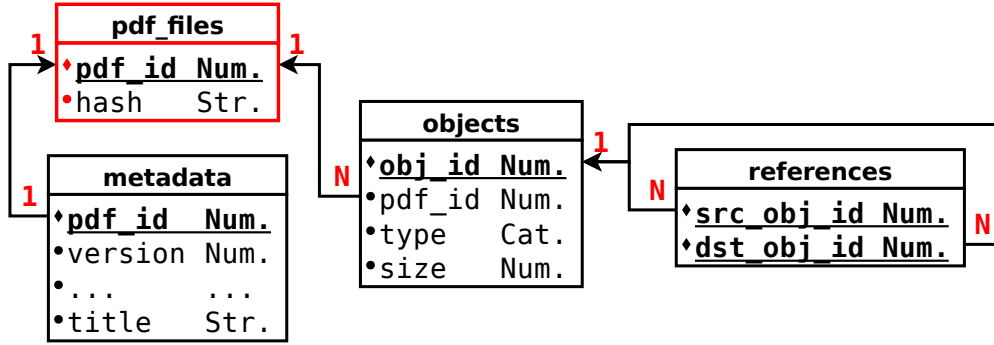 pdf_files
1
1
pdf_id Num.
hash Str.
objects
1
obj_id Num.
pdf_id Num.
type Cat.
size Num.
N
metadata
1
pdf_id Num.
version Num.
... ...
title Str.
references
N
src_obj_id Num.
dst_obj_id Num.
N